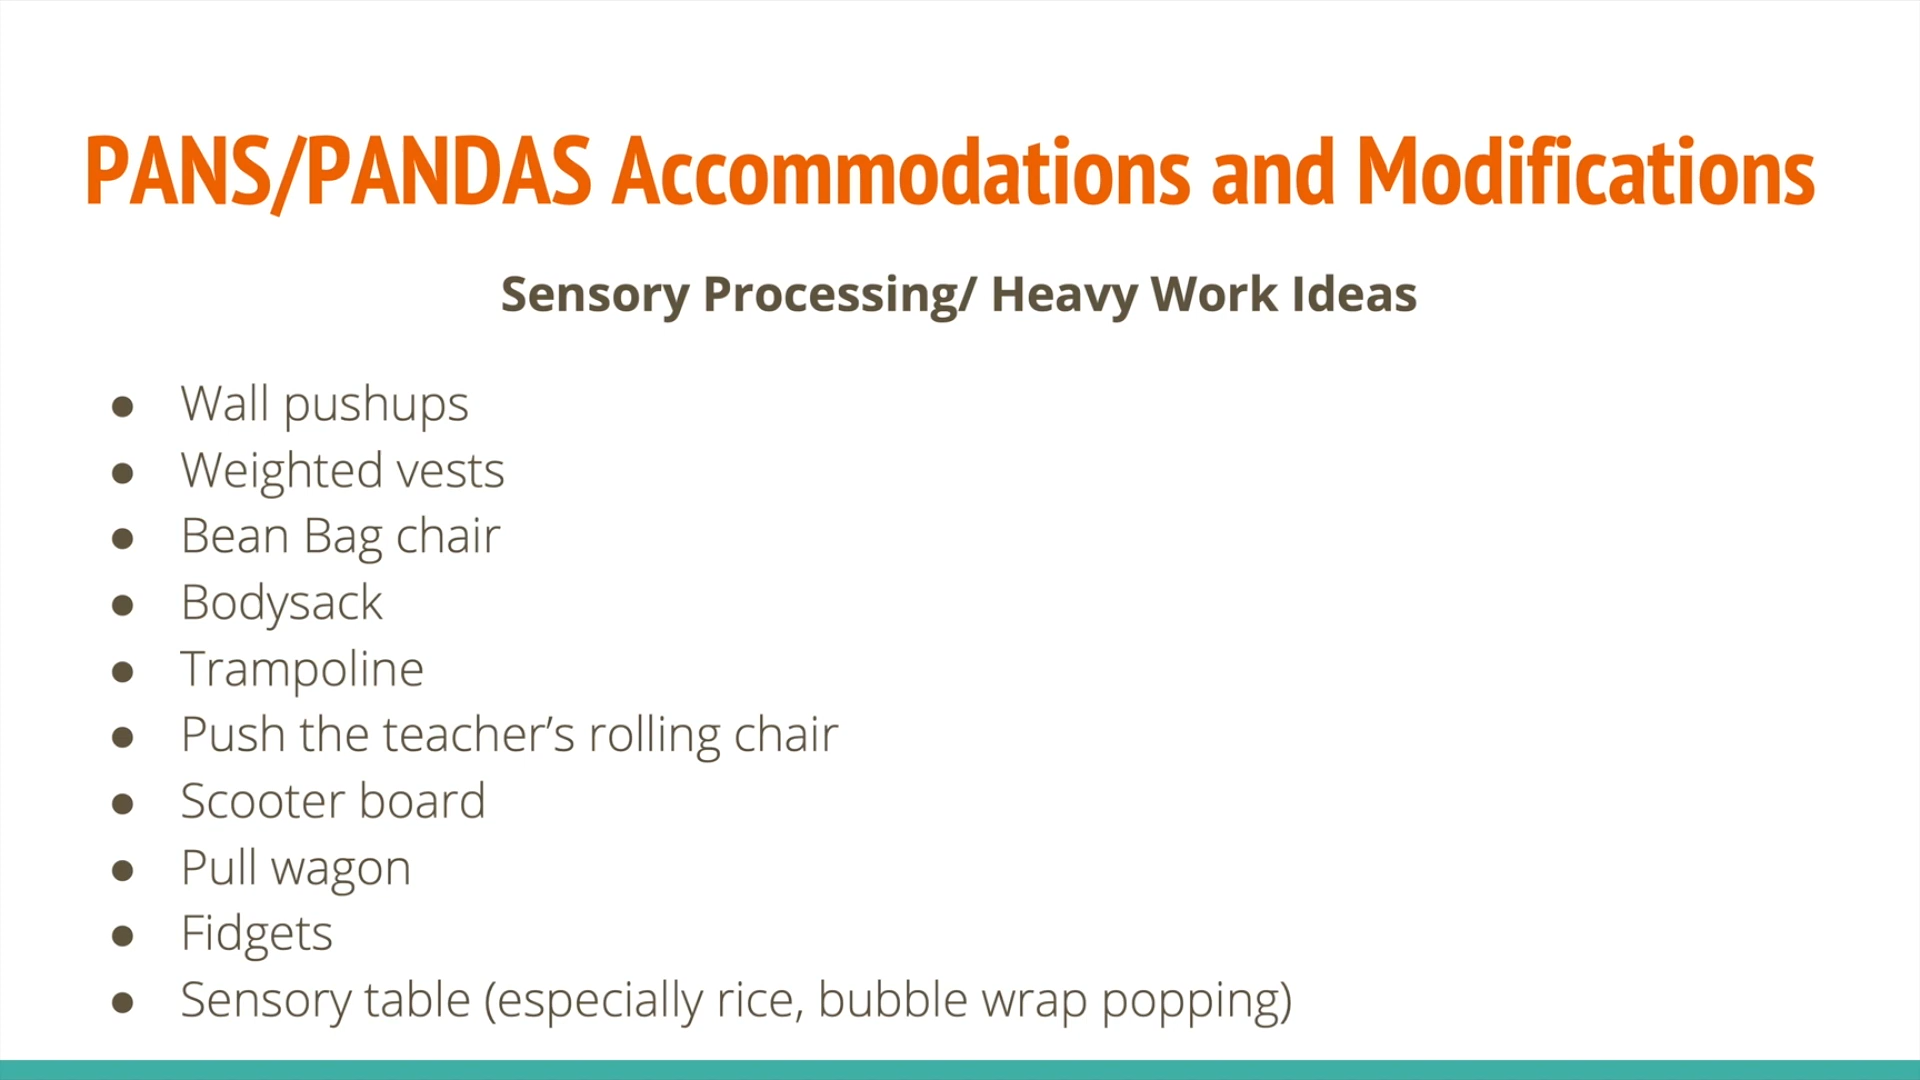 PANS/PANDAS Accommodations and Modifications
Sensory Processing/ Heavy Work Ideas
● Wall pushups
● Weighted vests
● Bean Bag chair
● Bodysack
● Trampoline
● Push the teacher’s rolling chair
● Scooter board
● Pull wagon
● Fidgets
● Sensory table (especially rice, bubble wrap popping)